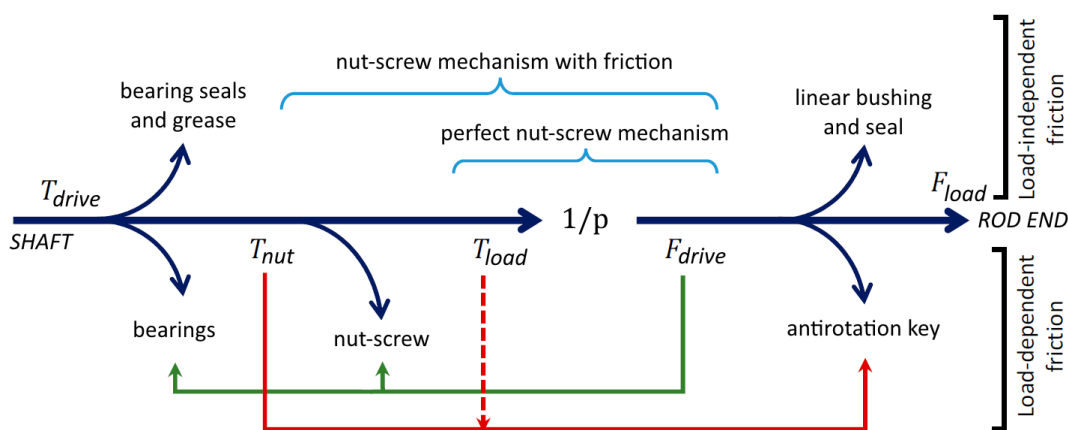 nut-screw mechanism with friction
bearing seals
and grease
linear bushing
and seal
perfect nut-screw mechanism
Load-independent
friction
T_drive
F_load
1/p
SHAFT
ROD END
T_nut
T_load
F_drive
bearings
nut-screw
antirotation key
Load-dependent
friction